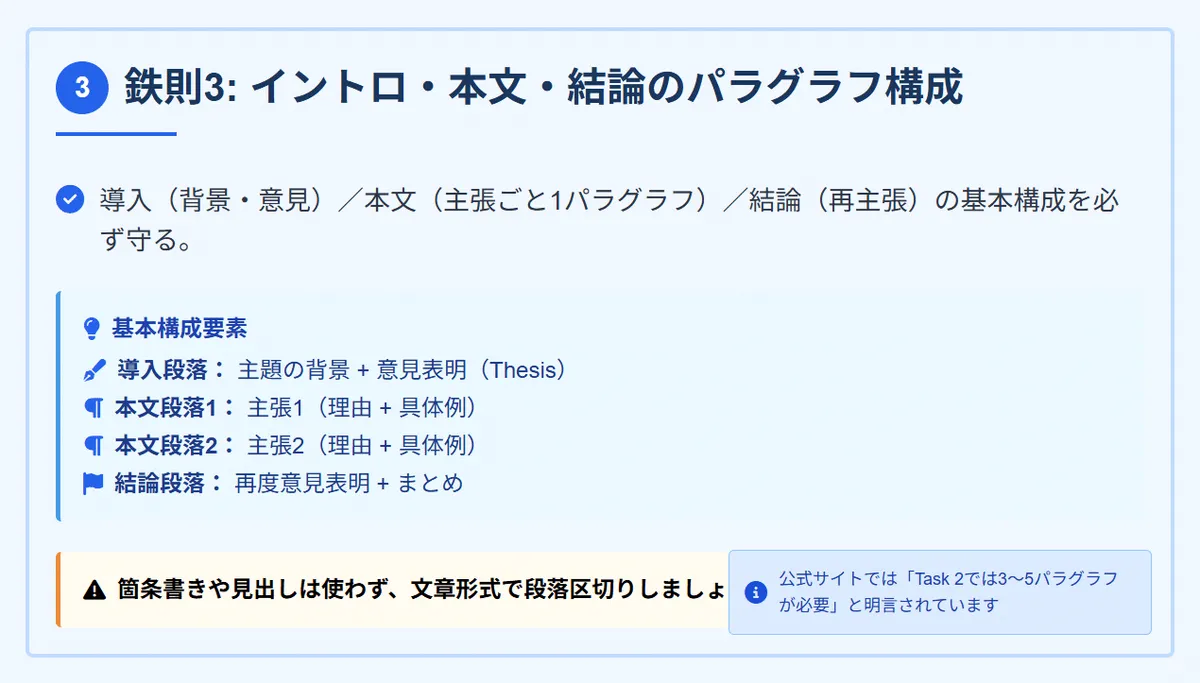 3 鉄則3: イントロ・本文・結論のパラグラフ構成
導入（背景・意見）／本文（主張ごと1パラグラフ）／結論（再主張）の基本構成を必
ず守る。
基本構成要素
導入段落： 主題の背景 + 意見表明（Thesis）
本文段落1： 主張1（理由 + 具体例）
本文段落2： 主張2（理由 + 具体例）
結論段落： 再度意見表明 + まとめ
箇条書きや見出しは使わず、文章形式で段落区切りしましょ
公式サイトでは「Task 2では3〜5パラグラフ
が必要」と明言されています